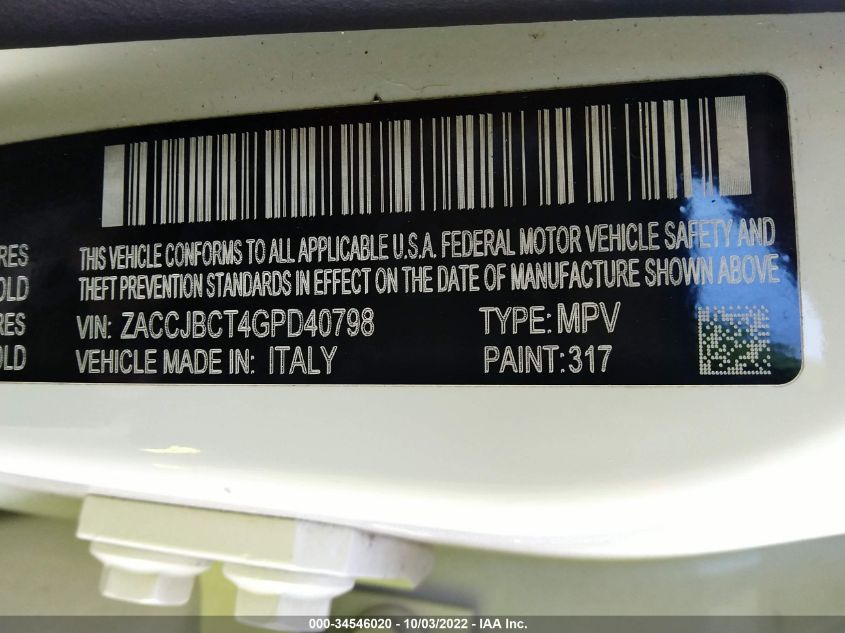 RES
OLD
RES
OLD
THIS VEHICLE CONFORMS TO ALL APPLICABLE U.S.A. FEDERAL MOTOR VEHICLE SAFETY AND
THEFT PREVENTION STANDARDS IN EFFECT ON THE DATE OF MANUFACTURE SHOWN ABOVE
VIN: ZACCJBCT4GPD40798 TYPE: MPV
VEHICLE MADE IN: ITALY PAINT: 317
000-34546020 - 10/03/2022 - IAA Inc.